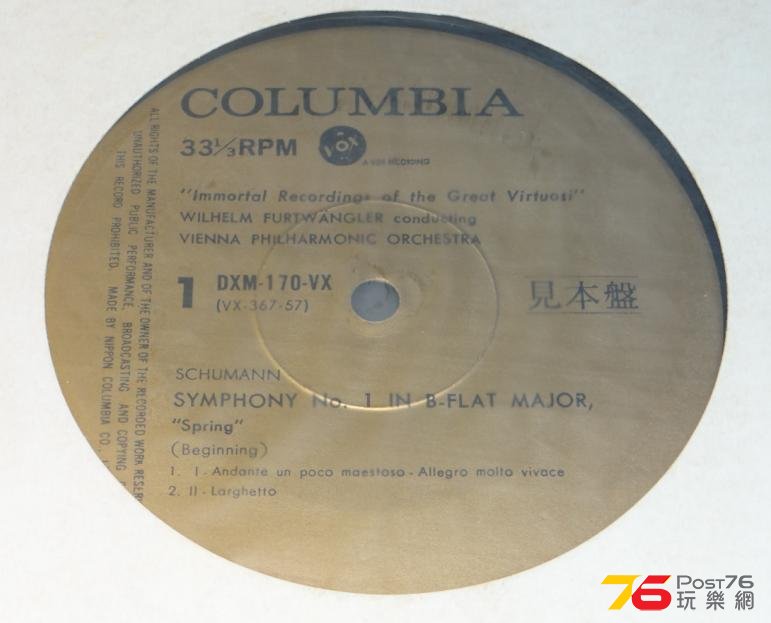 COLUMBIA
33⅓RPM VOX A VOX RECORDING
"Immortal Recordings of the Great Virtuosi"
WILHELM FURTWANGLER conducting
VIENNA PHILHARMONIC ORCHESTRA
1 DXM-170-VX 見本盤
(VX-367-57)
SCHUMANN
SYMPHONY No. 1 IN B-FLAT MAJOR,
"Spring"
(Beginning)
1. I - Andante un poco maestoso - Allegro molto vivace
2. II - Larghetto
ALL RIGHTS OF THE MANUFACTURER AND OF THE OWNER OF THE RECORDED WORK RESER
UNAUTHORIZED PUBLIC PERFORMANCE, BROADCASTING AND COPYING
THIS RECORD PROHIBITED. MADE BY NIPPON COLUMBIA CO.,
76 POST76
玩樂網